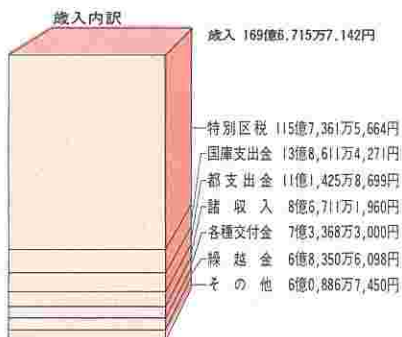 歳入内訳
歳入 169億6,715万7,142円
特別区税 115億7,361万5,664円
国庫支出金 13億8,611万4,271円
都支出金 11億1,425万8,699円
諸収入 8億6,711万1,960円
各種交付金 7億3,368万3,000円
繰越金 6億8,350万6,098円
その他 6億0,886万7,450円